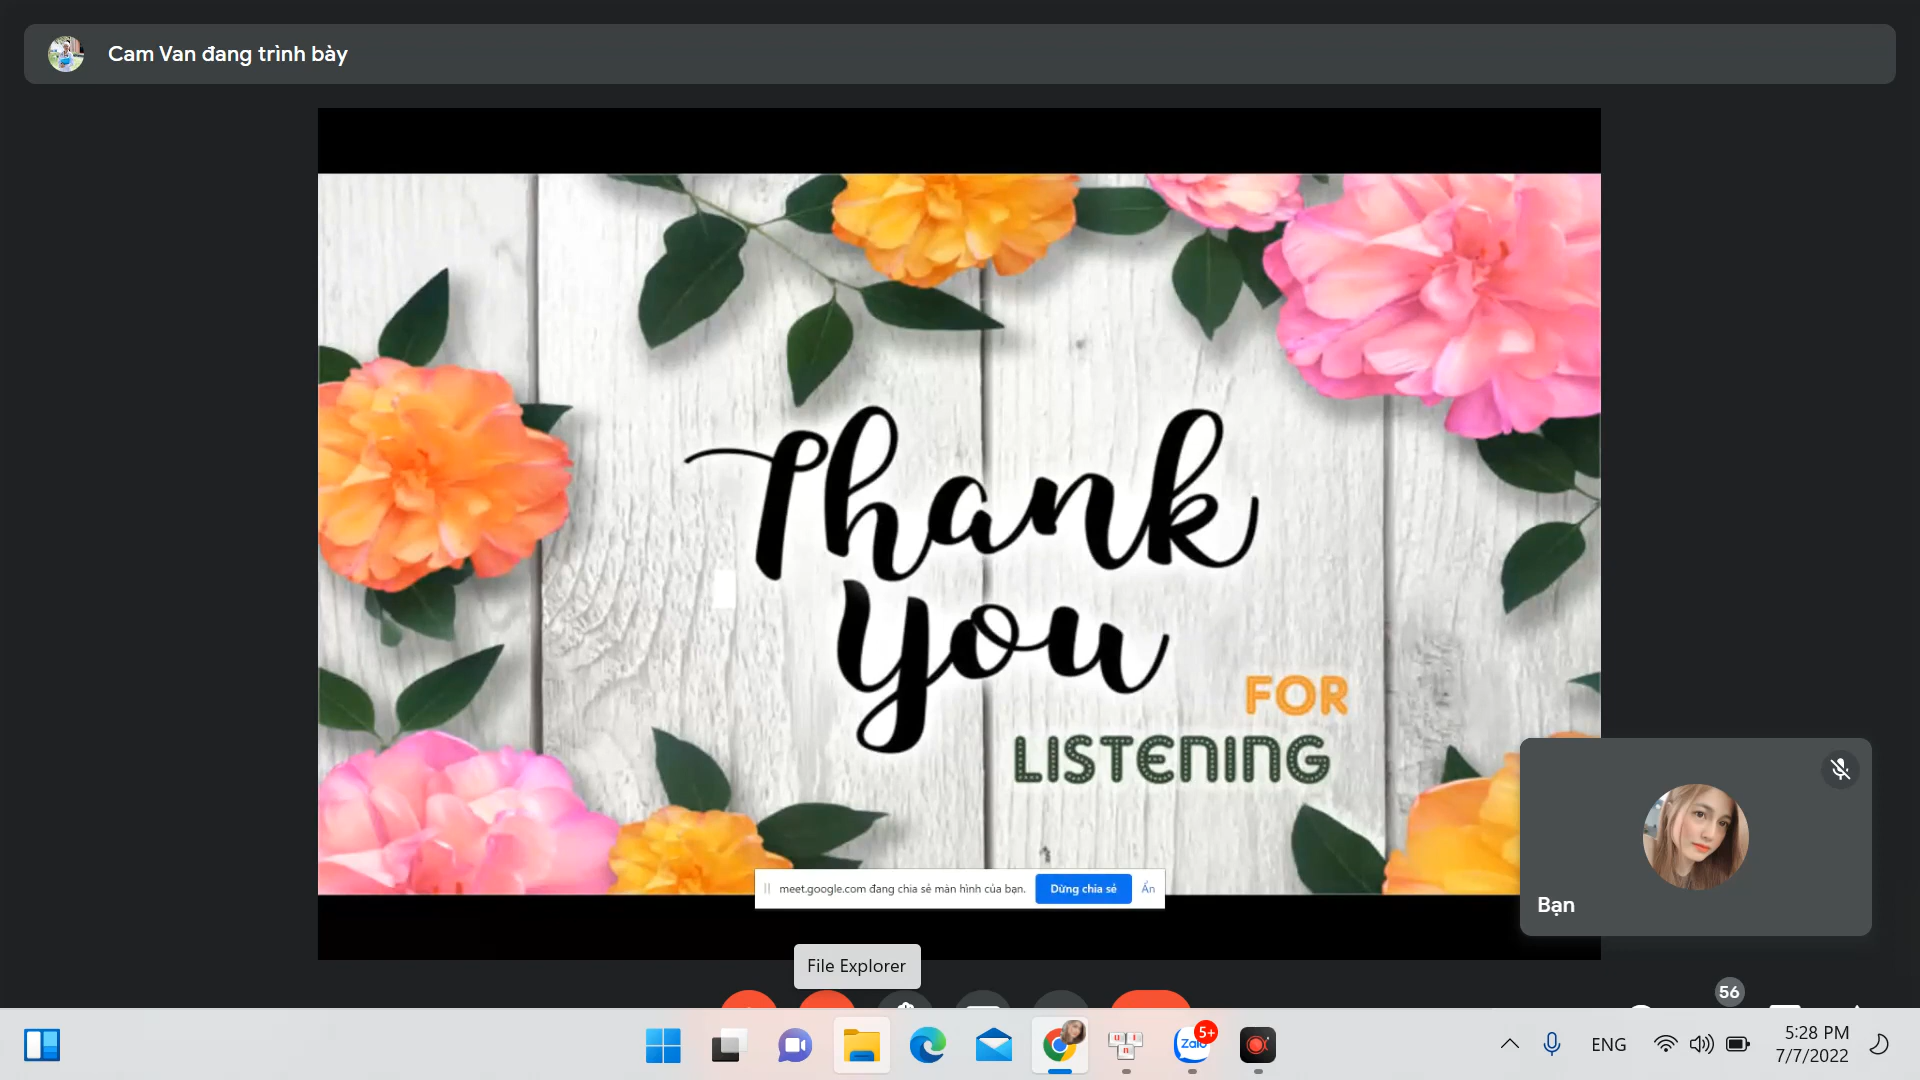 Cam Van đang trình bày
Thank
You
FOR
LISTENING
meet.google.com đang chia sẻ màn hình của bạn.
Dừng chia sẻ
Ẩn
Bạn
File Explorer
56
Zalo
5+
ENG
5:28 PM
7/7/2022